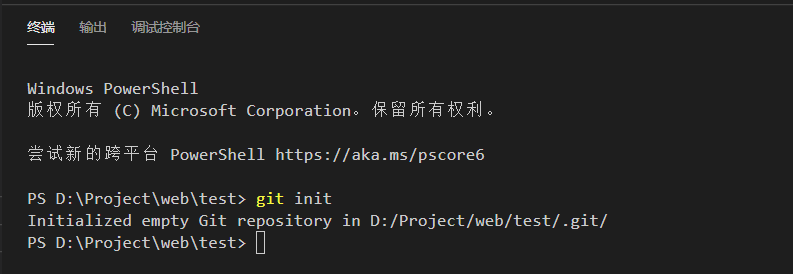 终端 输出 调试控制台
Windows PowerShell
版权所有 (C) Microsoft Corporation。保留所有权利。
尝试新的跨平台 PowerShell https://aka.ms/pscore6
PS D:\Project\web\test> git init
Initialized empty Git repository in D:/Project/web/test/.git/
PS D:\Project\web\test>